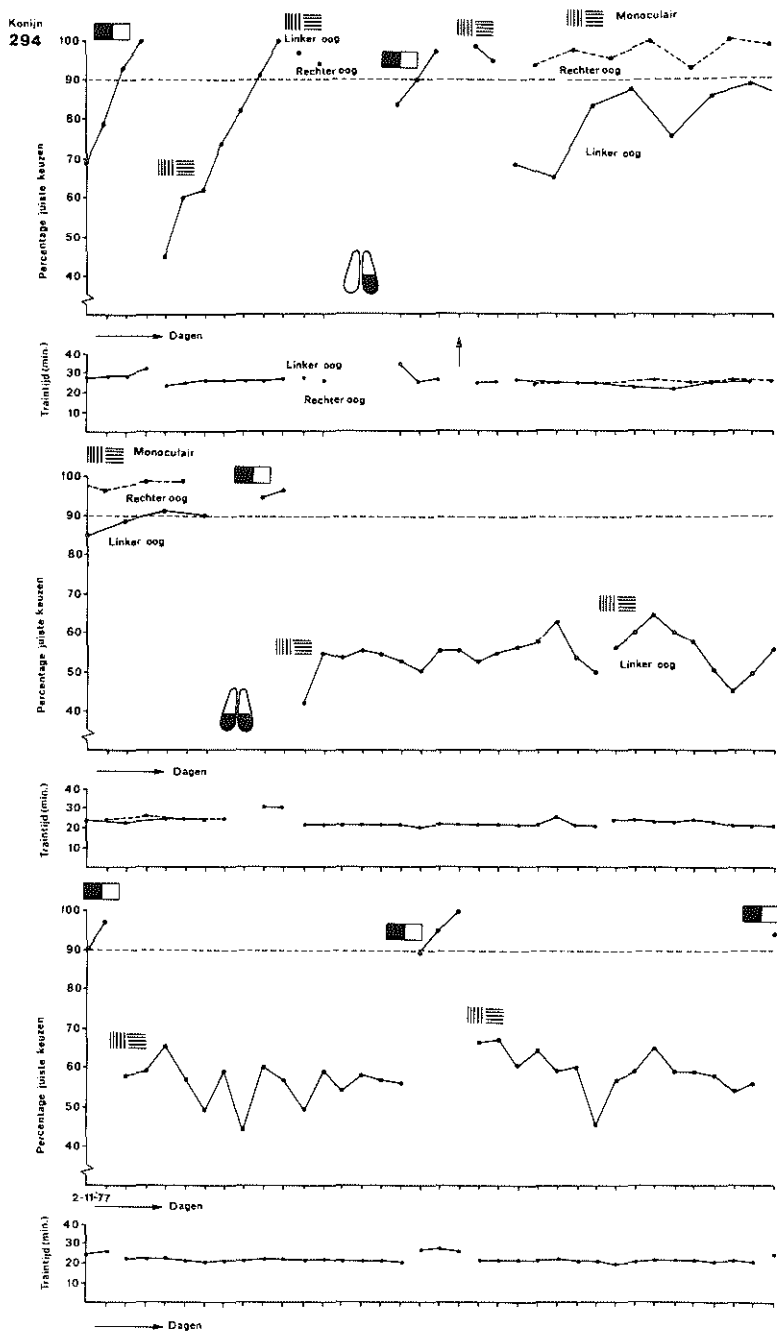 Konijn
294
Monoculair
Linker oog
Rechter oog
Rechter oog
Linker oog
Percentage juiste keuzen
100
90
80
70
60
50
40
Dagen
Traintijd (min.)
40
30
20
10
Linker oog
Rechter oog
Monoculair
Rechter oog
Linker oog
Linker oog
Percentage juiste keuzen
100
90
80
70
60
50
40
Dagen
Traintijd (min.)
40
30
20
10
Percentage juiste keuzen
100
90
80
70
60
50
40
2-11-77
Dagen
Traintijd (min.)
40
30
20
10
Dagen